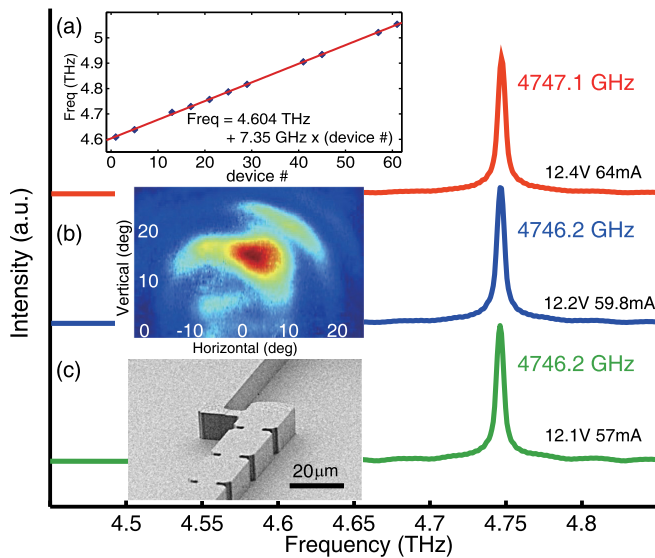 (a)
Freq (THz)
5
4.9
4.8
4.7
4.6
Freq = 4.604 THz
+ 7.35 GHz x (device #)
0 10 20 30 40 50 60
device #
4747.1 GHz
12.4V 64mA
Intensity (a.u.)
(b)
Vertical (deg)
20
10
0 -10 0 10 20
Horizontal (deg)
4746.2 GHz
12.2V 59.8mA
(c)
20μm
4746.2 GHz
12.1V 57mA
4.5 4.55 4.6 4.65 4.7 4.75 4.8
Frequency (THz)